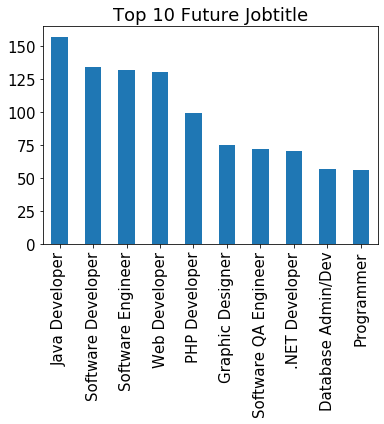 Top 10 Future Jobtitle
150
125
100
75
50
25
0
Java Developer
Software Developer
Software Engineer
Web Developer
PHP Developer
Graphic Designer
Software QA Engineer
.NET Developer
Database Admin/Dev
Programmer